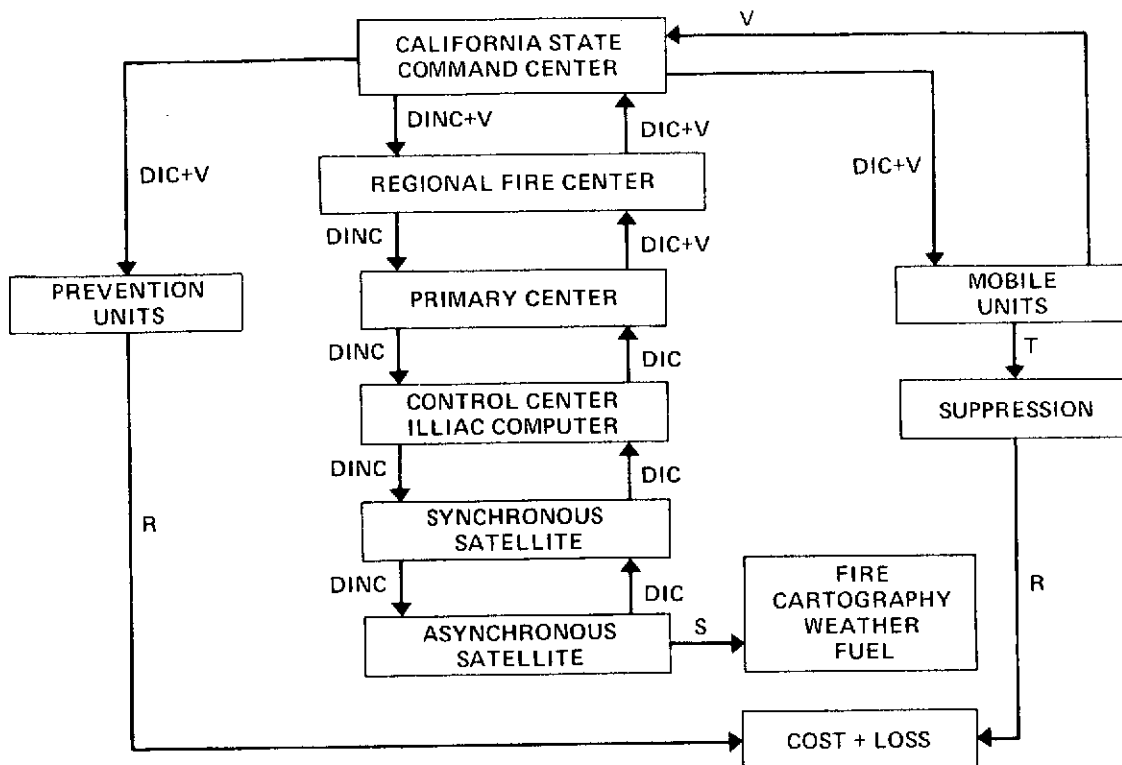 V
CALIFORNIA STATE
COMMAND CENTER
DINC+V
DIC+V
DIC+V
DIC+V
REGIONAL FIRE CENTER
DINC
DIC+V
PREVENTION
UNITS
PRIMARY CENTER
MOBILE
UNITS
DINC
DIC
T
CONTROL CENTER
ILLIAC COMPUTER
SUPPRESSION
DINC
DIC
R
SYNCHRONOUS
SATELLITE
DINC
DIC
FIRE
CARTOGRAPHY
WEATHER
FUEL
R
ASYNCHRONOUS
SATELLITE
S
COST + LOSS